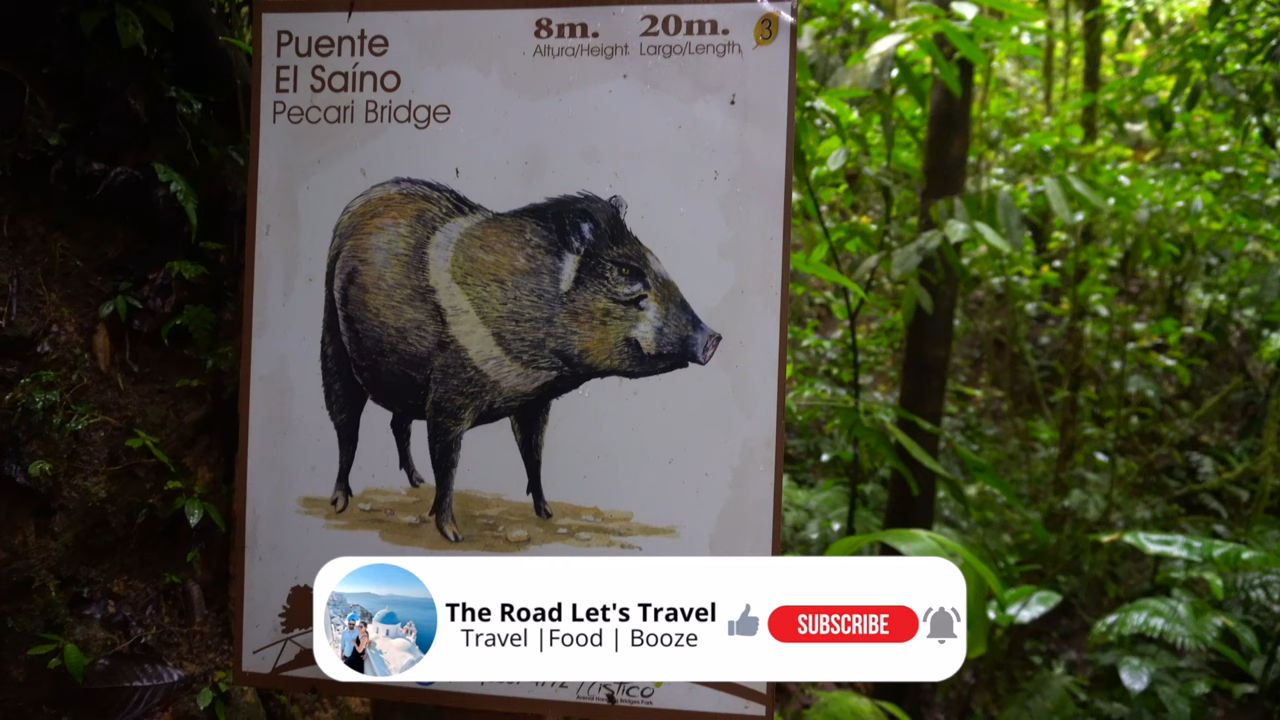 Puente
El Saíno
Pecari Bridge
8m. 20m.
Altura/Height Largo/Length
3
The Road Let's Travel
Travel |Food | Booze
SUBSCRIBE
Místico